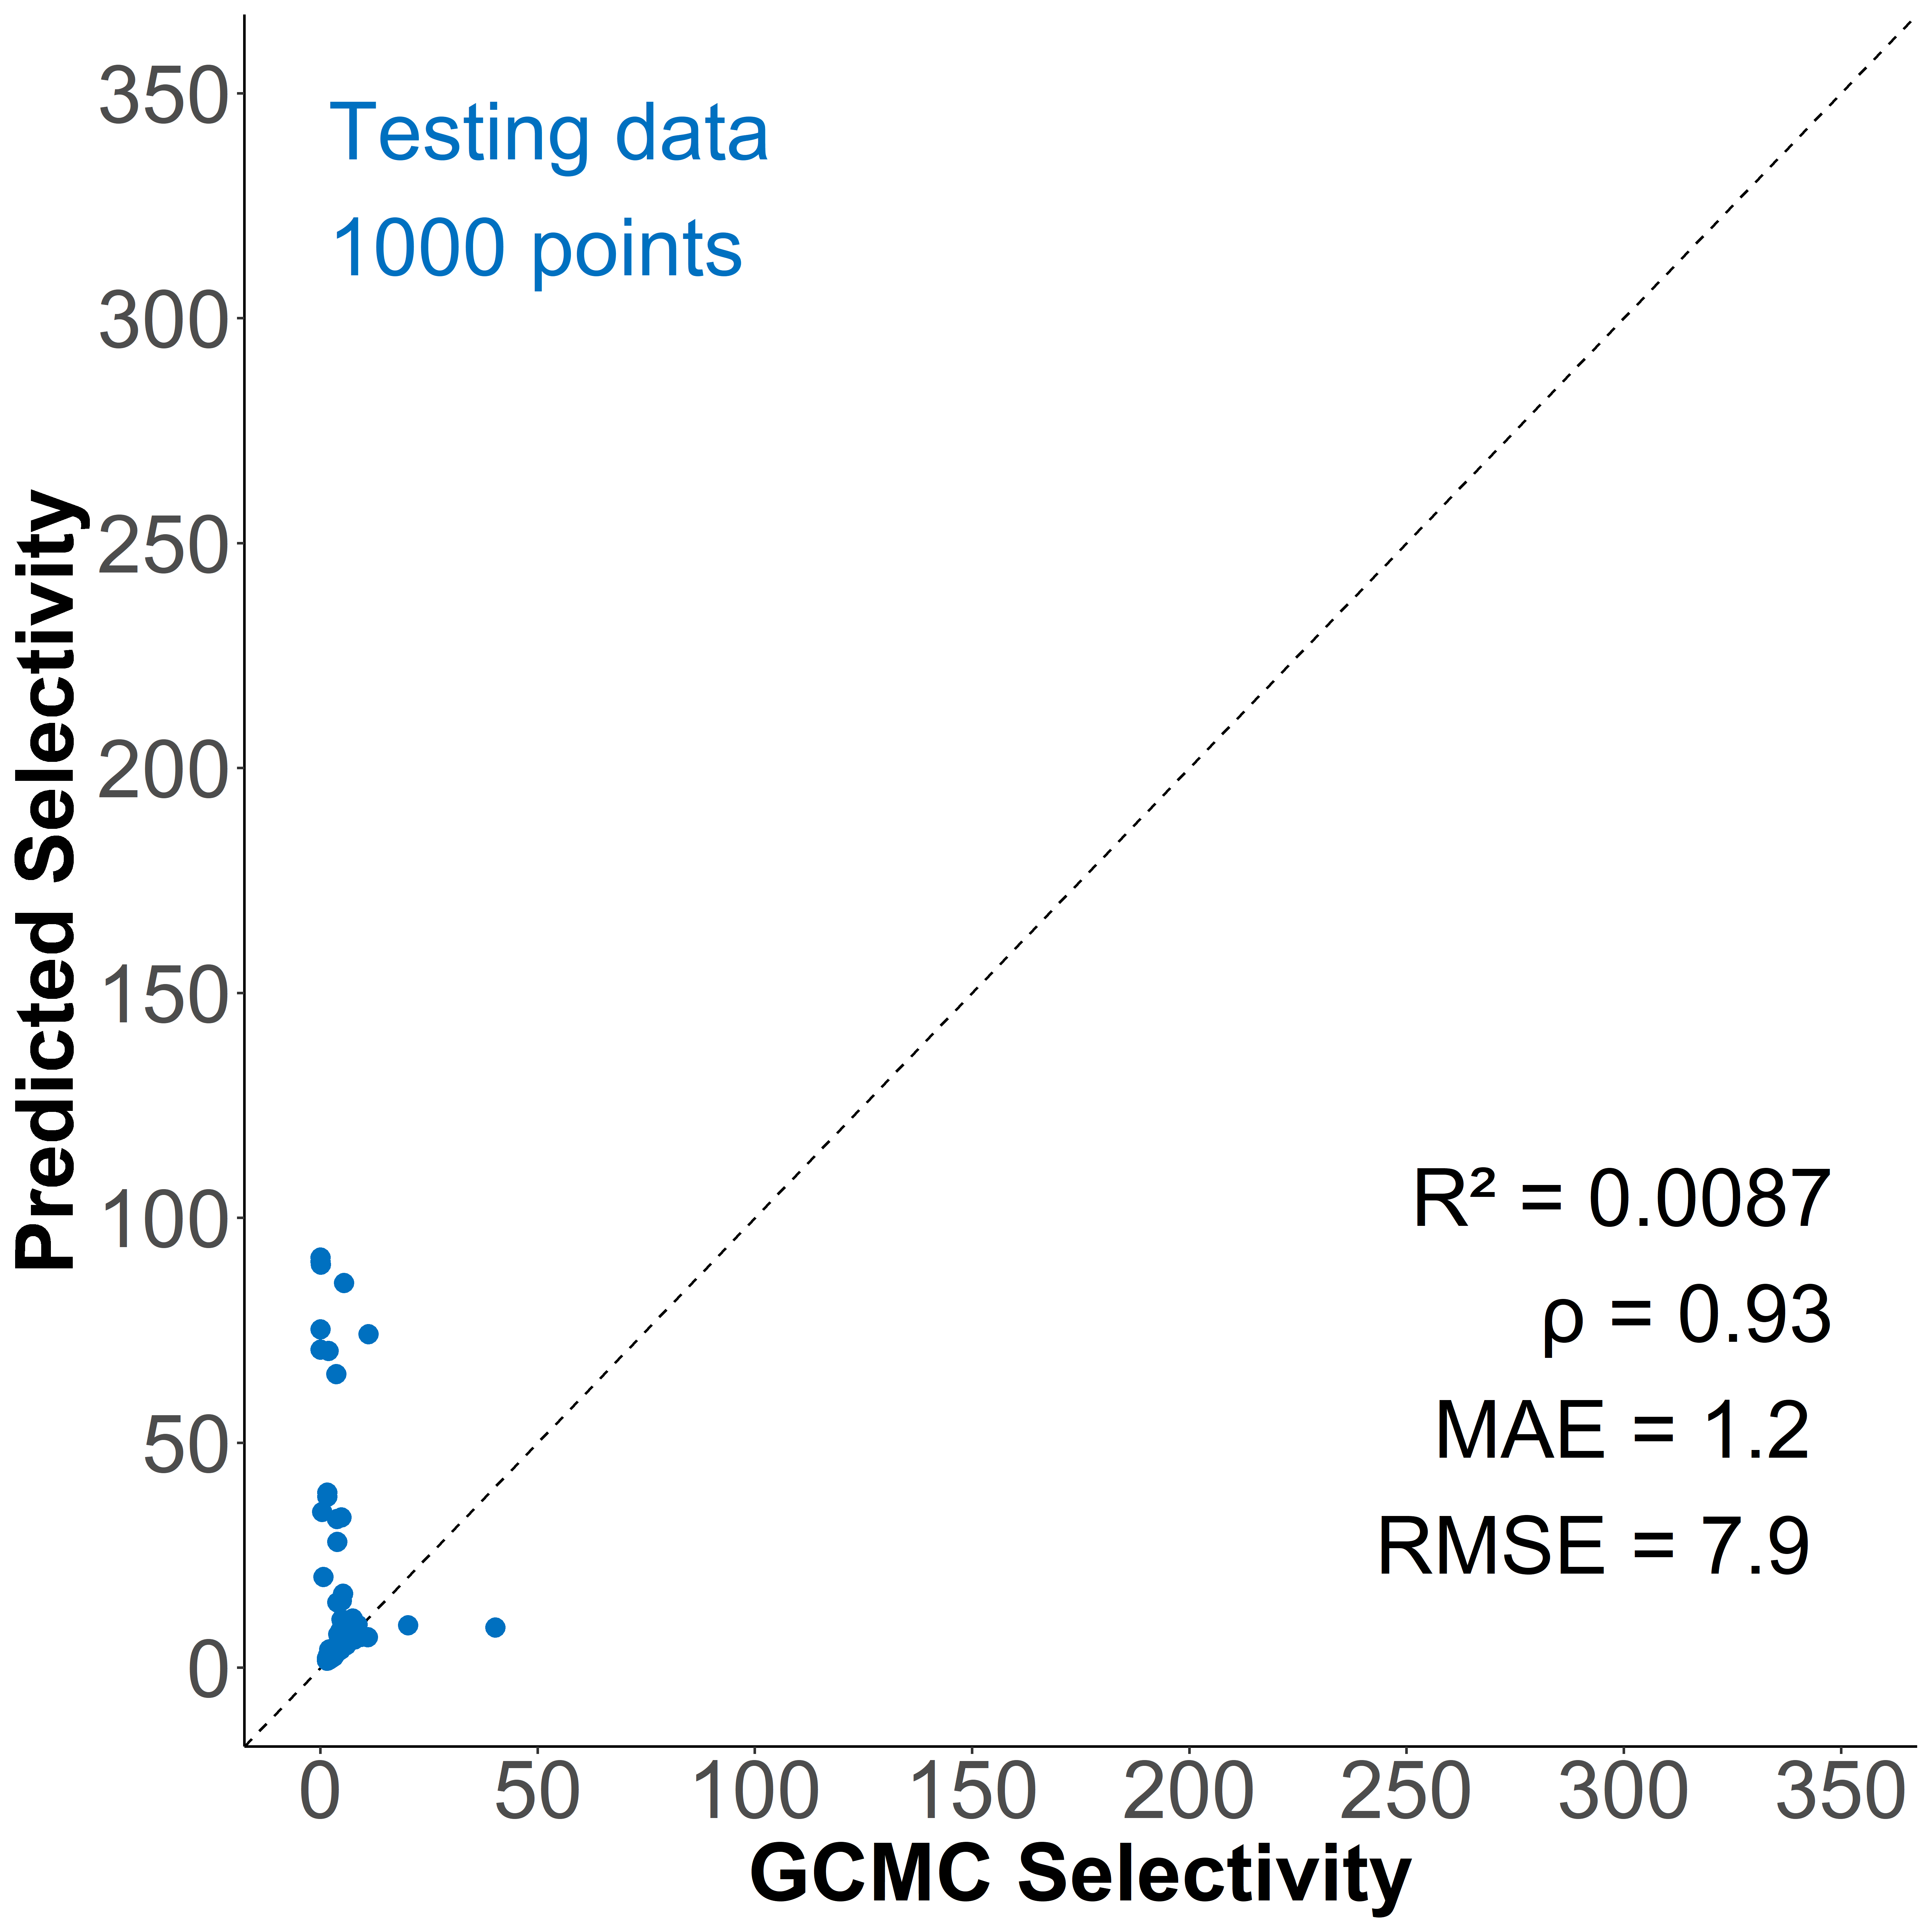 Testing data
1000 points
350
300
250
200
150
100
50
0
Predicted Selectivity
R² = 0.0087
ρ = 0.93
MAE = 1.2
RMSE = 7.9
0 50 100 150 200 250 300 350
GCMC Selectivity